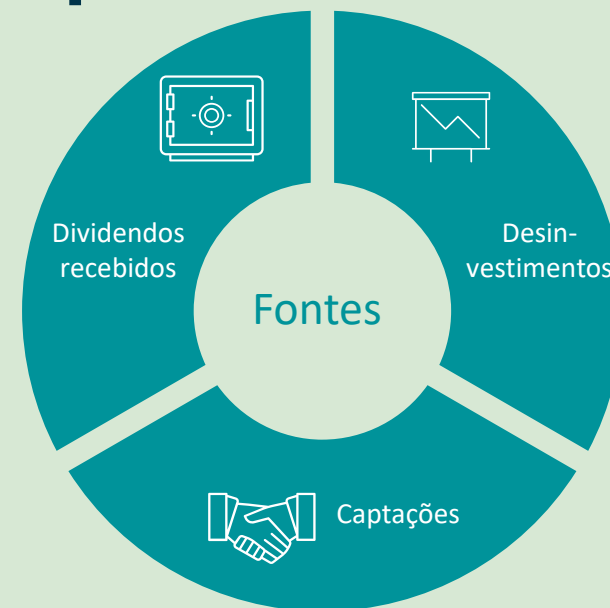 Dividendos
recebidos
Desin-
vestimentos
Fontes
Captações